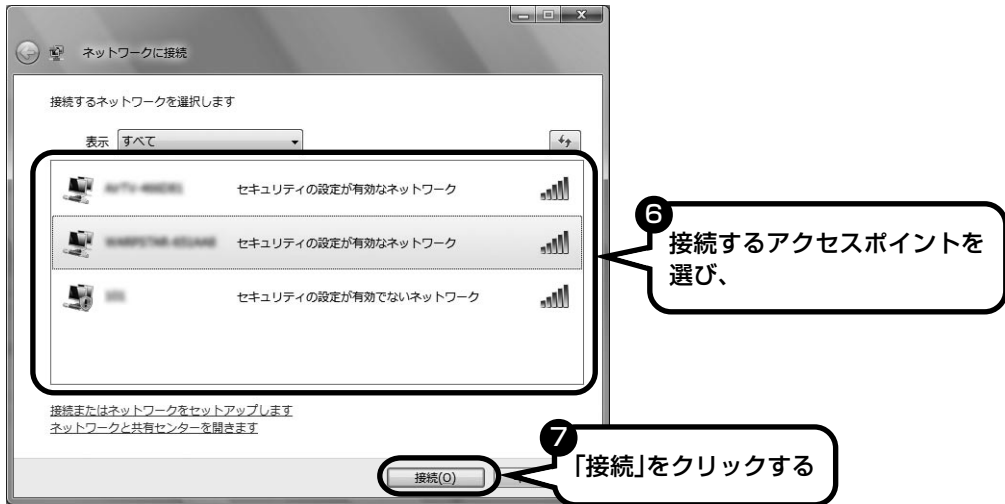 ネットワークに接続
接続するネットワークを選択します
表示 すべて
セキュリティの設定が有効なネットワーク
セキュリティの設定が有効なネットワーク
セキュリティの設定が有効でないネットワーク
❻
接続するアクセスポイントを
選び、
接続またはネットワークをセットアップします
ネットワークと共有センターを開きます
❼
接続(O)
「接続」をクリックする